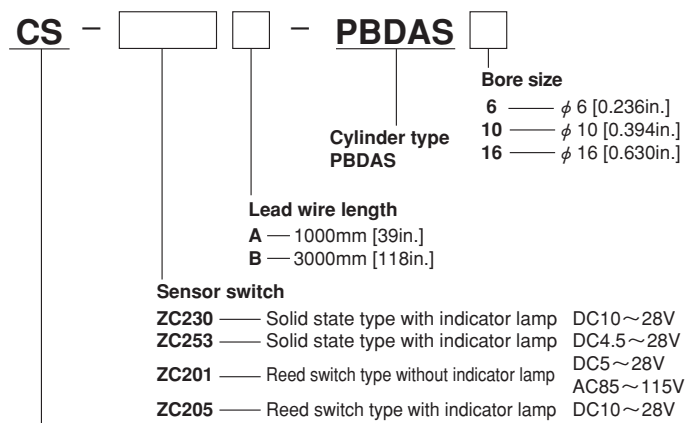 CS – – PBDAS
Bore size
6 φ 6 [0.236in.]
10 φ 10 [0.394in.]
16 φ 16 [0.630in.]
Cylinder type
PBDAS
Lead wire length
A — 1000mm [39in.]
B — 3000mm [118in.]
Sensor switch
ZC230 Solid state type with indicator lamp DC10～28V
ZC253 Solid state type with indicator lamp DC4.5～28V
ZC201 Reed switch type without indicator lamp DC5～28V
AC85～115V
ZC205 Reed switch type with indicator lamp DC10～28V